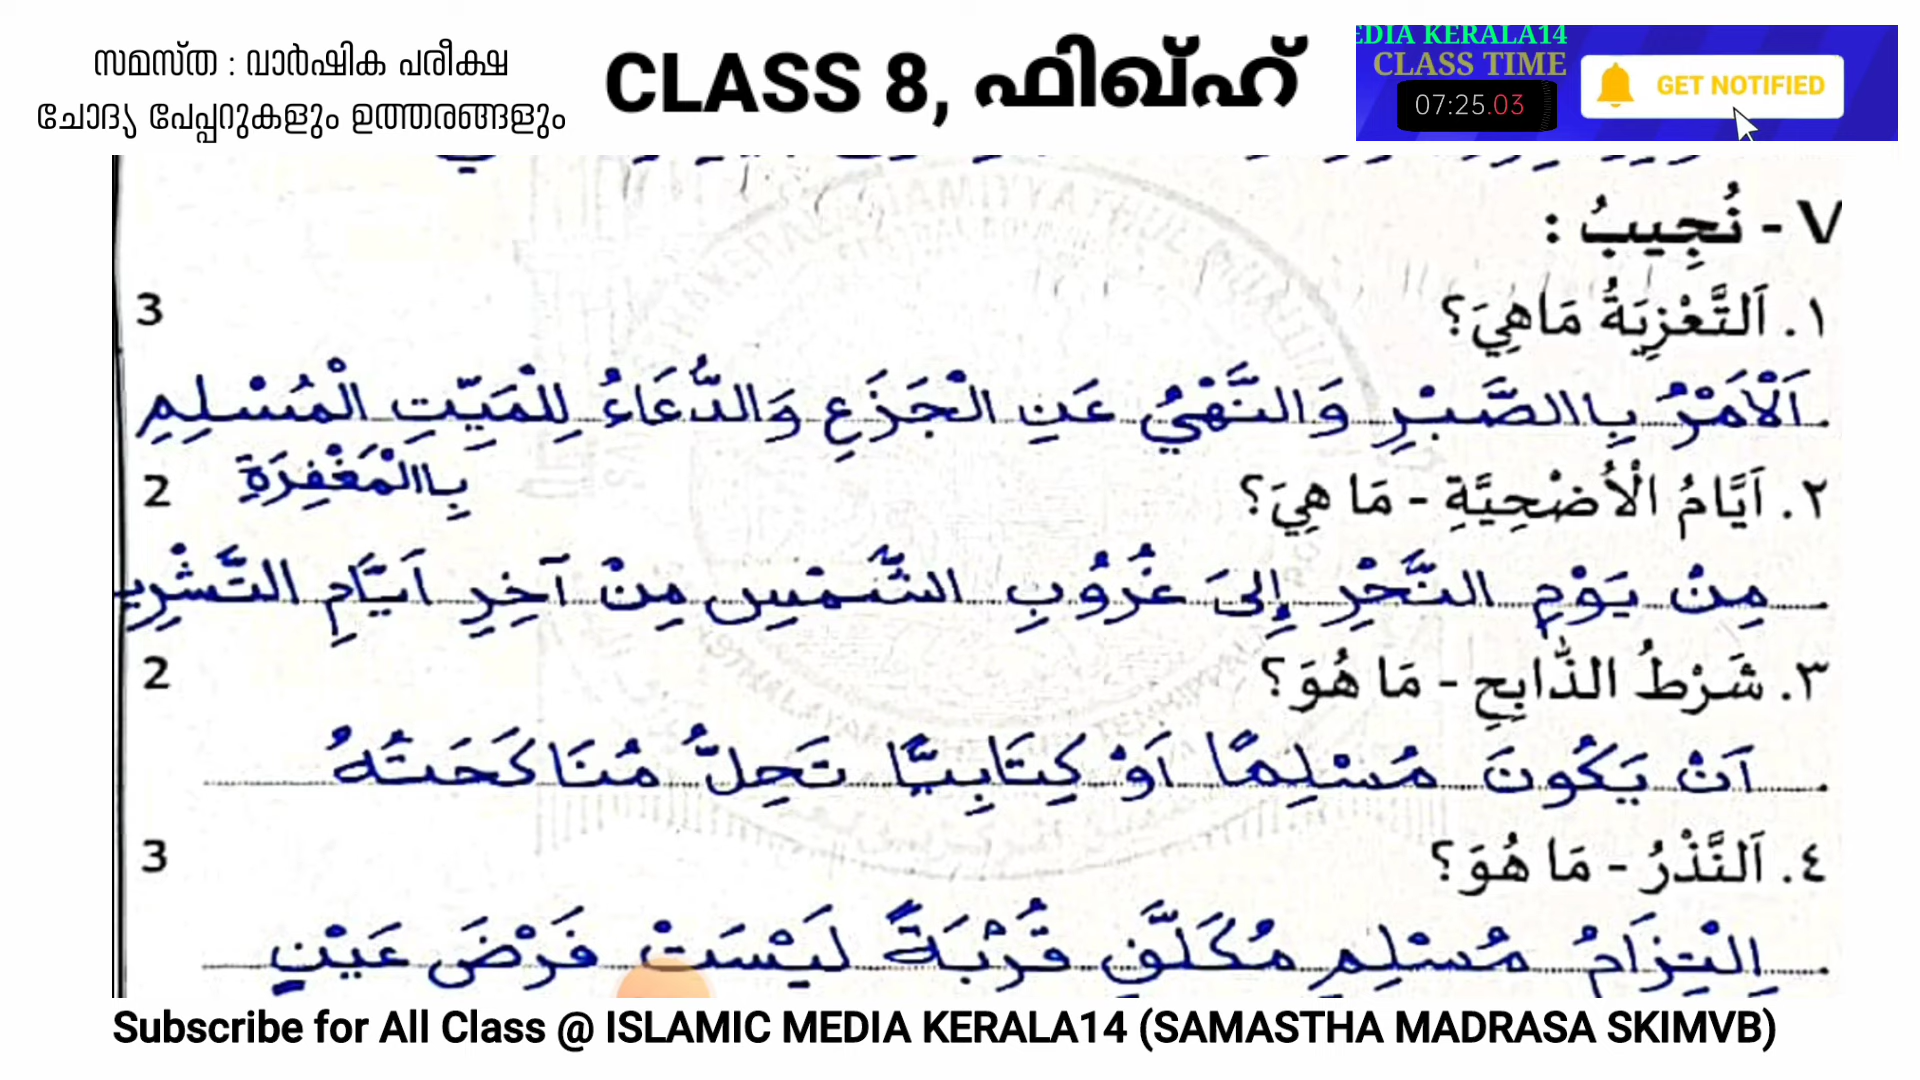 സമസ്ത : വാർഷിക പരീക്ഷ
ചോദ്യ പേപ്പറുകളും ഉത്തരങ്ങളും
CLASS 8, ഫിഖ്ഹ്
EDIA KERALA14
CLASS TIME
07:25.03
GET NOTIFIED
V - نُجِيبُ :
١. اَلتَّعْزِيَةُ مَاهِيَ؟ 3
اَلْأَمْرُ بِاالصَّبْرِ وَالنَّهْيُ عَنِ الْجَزَعِ وَالدُّعَاءُ لِلْمَيِّتِ الْمُسْلِمِ
بِاالْمَغْفِرَةِ
٢. اَيَّامُ الْأُضْحِيَّةِ - مَا هِيَ؟ 2
مِنْ يَوْمِ النَّحْرِ إِلىَ غُرُوبِ الشَّمْسِ مِنْ آخِرِ اَيَّامِ التَّشْرِي
٣. شَرْطُ الذَّابِحِ - مَا هُوَ؟ 2
اَنْ يَكُونَ مُسْلِمًا اَوْ كِتَابِيًّا تَحِلُّ مُنَاكَحَتُهُ
٤. اَلنَّذْرُ - مَا هُوَ؟ 3
اِلْتِزَامُ مُسْلِمٍ مُكَلَّفٍ قُرْبَةً لَيْسَتْ فَرْضَ عَيْنٍ
Subscribe for All Class @ ISLAMIC MEDIA KERALA14 (SAMASTHA MADRASA SKIMVB)